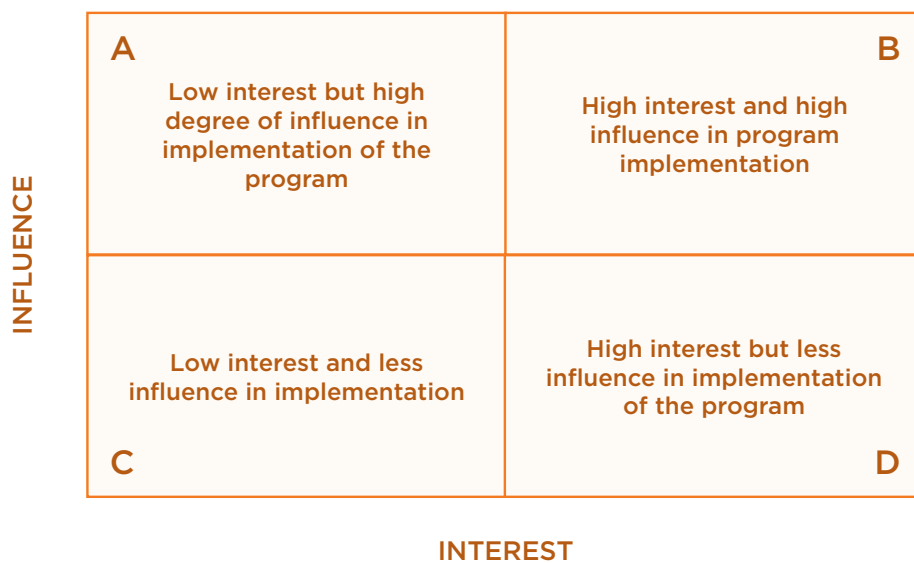 A
Low interest but high
degree of influence in
implementation of the
program
B
High interest and high
influence in program
implementation
INFLUENCE
Low interest and less
influence in implementation
C
High interest but less
influence in implementation
of the program
D
INTEREST